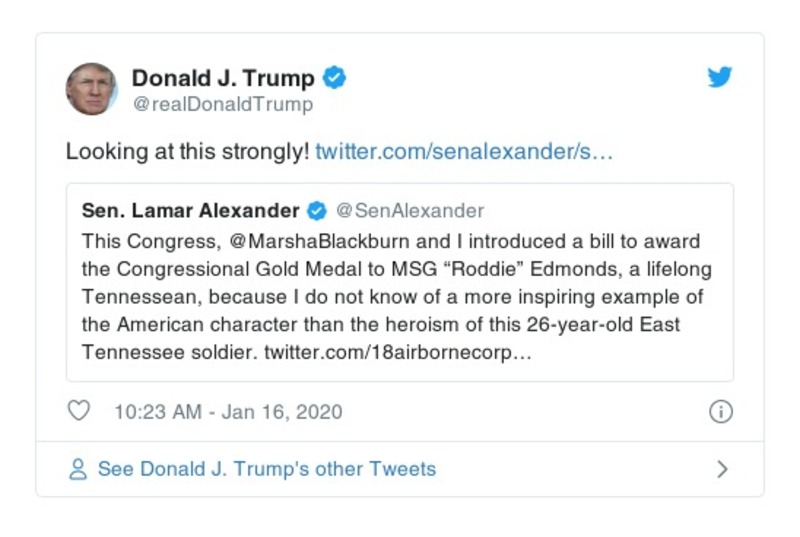 Donald J. Trump
@realDonaldTrump
Looking at this strongly! twitter.com/senalexander/s…
Sen. Lamar Alexander @SenAlexander
This Congress, @MarshaBlackburn and I introduced a bill to award
the Congressional Gold Medal to MSG “Roddie” Edmonds, a lifelong
Tennessean, because I do not know of a more inspiring example of
the American character than the heroism of this 26-year-old East
Tennessee soldier. twitter.com/18airbornecorp…
10:23 AM - Jan 16, 2020
See Donald J. Trump's other Tweets